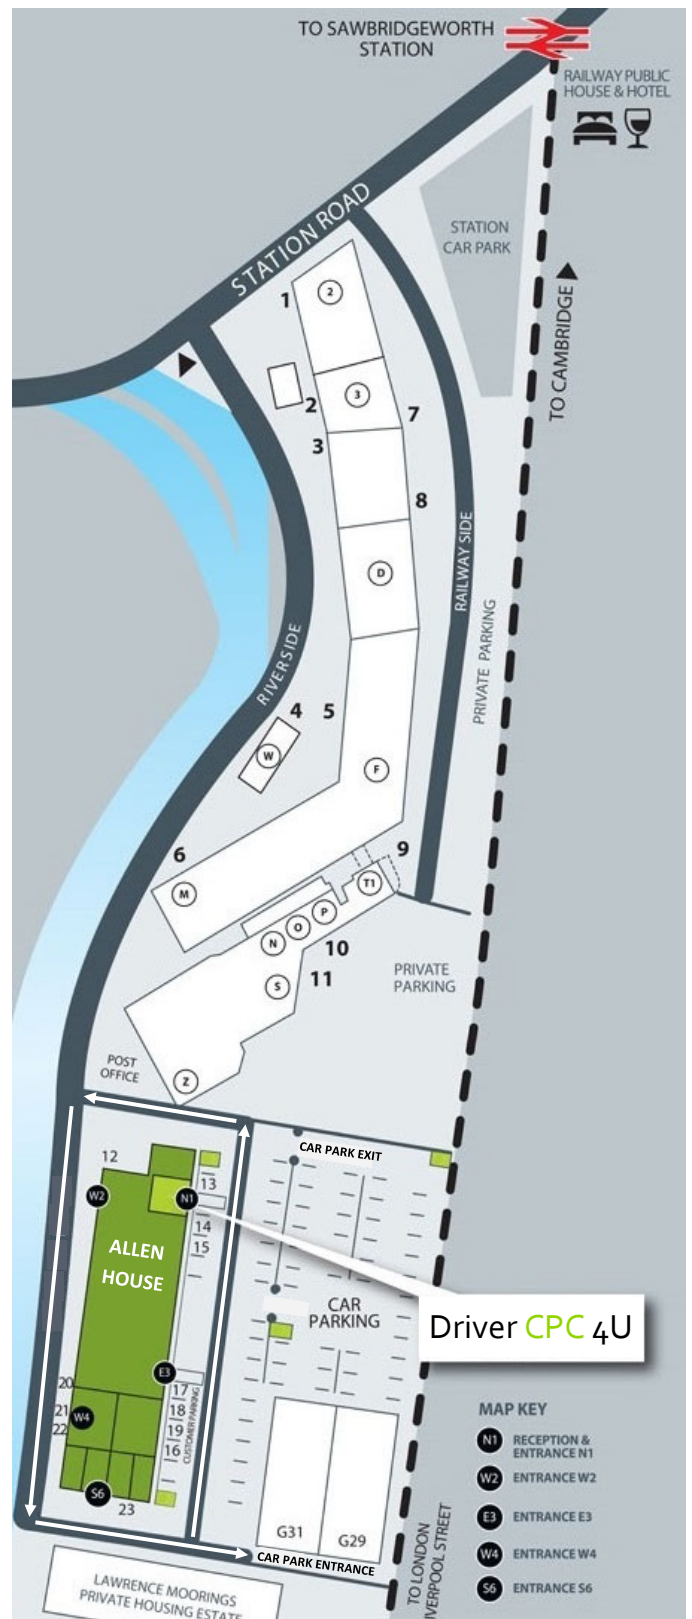 TO SAWBRIDGEWORTH
STATION
RAILWAY PUBLIC
HOUSE & HOTEL
STATION
CAR PARK
STATION ROAD
TO CAMBRIDGE
1
2
2
3
3
7
8
D
RAILWAY SIDE
PRIVATE PARKING
RIVERSIDE
4
5
W
F
6
9
M
T1
P
O
N
10
S
11
PRIVATE
PARKING
POST
OFFICE
Z
CAR PARK EXIT
12
13
W2
N1
14
15
ALLEN
HOUSE
CAR
PARKING
Driver CPC 4U
E3
20
21
22
W4
17
18
19
16
CUSTOMER PARKING
S6
23
G31
G29
CAR PARK ENTRANCE
MAP KEY
N1 RECEPTION &
ENTRANCE N1
W2 ENTRANCE W2
E3 ENTRANCE E3
W4 ENTRANCE W4
S6 ENTRANCE S6
TO LONDON
IVERPOOL STREET
LAWRENCE MOORINGS
PRIVATE HOUSING ESTATE